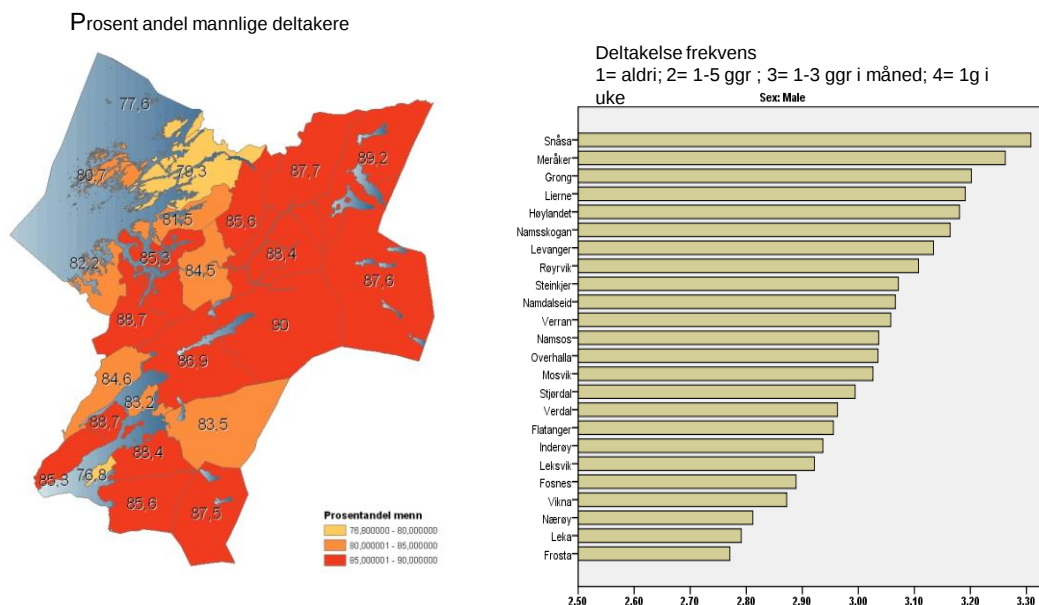 Prosent andel mannlige deltakere
77,6
80,7
79,3
87,7
89,2
81,5
85,6
82,2
85,3
84,5
88,4
87,6
88,7
90
86,9
84,6
83,2
83,5
88,7
88,4
85,3
76,8
85,6
87,5
Prosentandel menn
76,800000 - 80,000000
80,000001 - 85,000000
85,000001 - 90,000000
Deltakelse frekvens
1= aldri; 2= 1-5 ggr ; 3= 1-3 ggr i måned; 4= 1g i
uke
Sex: Male
Snåsa
Meråker
Grong
Lierne
Høylandet
Namsskogan
Levanger
Røyrvik
Steinkjer
Namdalseid
Verran
Namsos
Overhalla
Mosvik
Stjørdal
Verdal
Flatanger
Inderøy
Leksvik
Fosnes
Vikna
Nærøy
Leka
Frosta
2.50 2.60 2.70 2.80 2.90 3.00 3.10 3.20 3.30